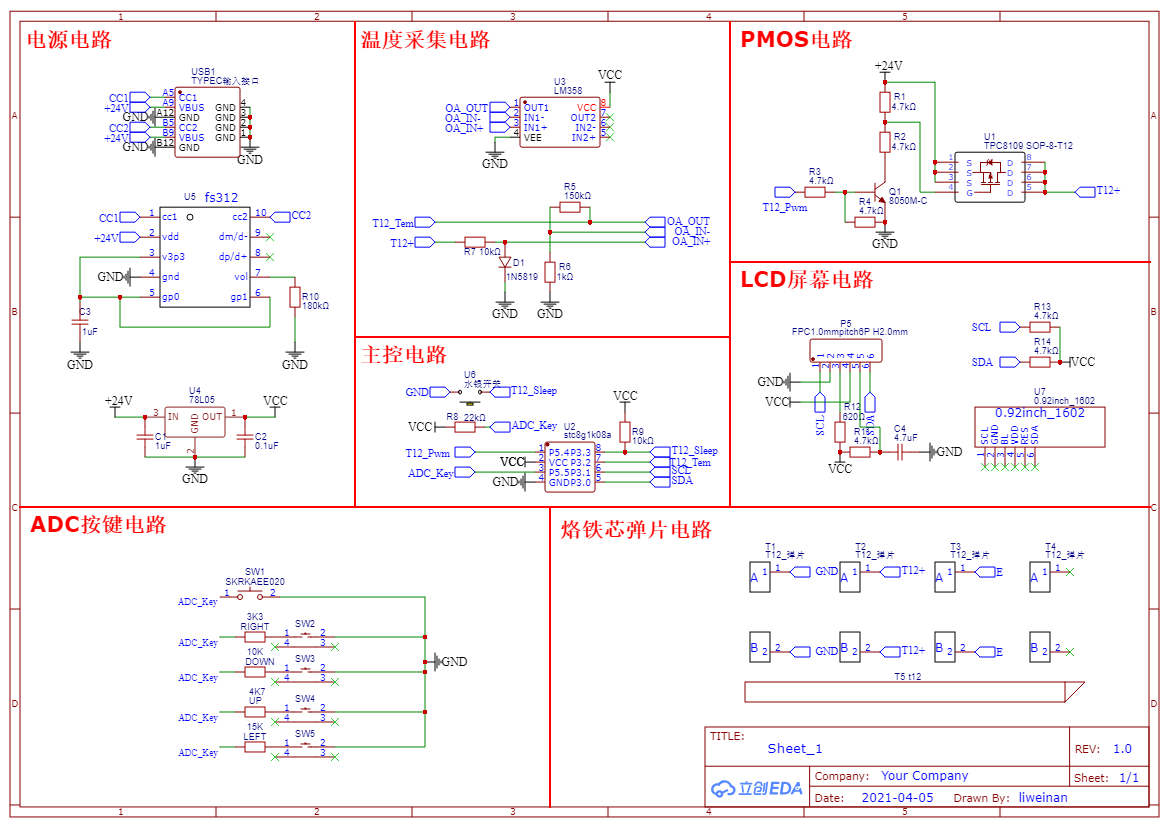 1 2 3 4 5
A
B
C
D
A
B
C
D
电源电路
USB1
TYPEC输入接口
CC1
+24V
GND
CC2
+24V
GND
A5
A9
A12
B5
B9
B12
CC1
VBUS
GND
CC2
VBUS
GND
GND
GND
GND
GND
4
3
2
1
GND
U5 fs312
CC1
+24V
GND
1 cc1
2 vdd
3 v3p3
4 gnd
5 gp0
cc2 10
dm/d- 9
dp/d+ 8
vol 7
gp1 6
CC2
C3
1uF
GND
R10
180kΩ
GND
U4
78L05
+24V
3 IN
OUT 1
GND
2
VCC
C1
1uF
C2
0.1uF
GND
温度采集电路
U3
LM358
VCC
OA_OUT
OA_IN-
OA_IN+
1 OUT1
2 IN1-
3 IN1+
4 VEE
VCC 8
OUT2 7
IN2- 6
IN2+ 5
GND
R5
150kΩ
T12_Tem
T12+
R7 10kΩ
D1
1N5819
R6
1kΩ
OA_OUT
OA_IN-
OA_IN+
GND
GND
主控电路
U6
水银开关
GND
T12_Sleep
R8 22kΩ
VCC
ADC_Key
U2
stc8g1k08a
T12_Pwm
VCC
ADC_Key
GND
1
2
3
4
P5.4
VCC
P5.5
GND
P3.3
P3.2
P3.1
P3.0
8
7
6
5
VCC
R9
10kΩ
T12_Sleep
T12_Tem
SCL
SDA
PMOS电路
+24V
R1
4.7kΩ
R2
4.7kΩ
R3
4.7kΩ
T12_Pwm
R4
4.7kΩ
Q1
8050M-C
GND
U1
TPC8109 SOP-8-T12
1 S D 8
2 S D 7
3 S D 6
4 G D 5
T12+
LCD屏幕电路
P5
FPC1.0mmpitch6P H2.0mm
1 2 3 4 5 6
1 2 3 4 5 6
GND
VCC
SCL
SDA
R12
620Ω
4.7kΩ
VCC
C4
4.7uF
GND
R13
4.7kΩ
SCL
R14
4.7kΩ
SDA
VCC
U7
0.92inch_1602
0.92inch_1602
SCL
GND
BL
VDD
RES
SDA
1 2 3 4 5 6
ADC按键电路
SW1
SKRKAEE020
ADC_Key 1 2
3K3
RIGHT
SW2
ADC_Key
1 2
4 3
10K
DOWN
SW3
ADC_Key
1 2
4 3
4K7
UP
SW4
ADC_Key
1 2
4 3
15K
LEFT
SW5
ADC_Key
1 2
4 3
GND
烙铁芯弹片电路
T1
T12_弹片
A 1
GND
T2
T12_弹片
A 1
T12+
T3
T12_弹片
A 1
E
T4
T12_弹片
A 1
B 2
GND
B 2
T12+
B 2
E
B 2
T5 t12
TITLE:
Sheet_1
REV: 1.0
立创EDA
Company: Your Company
Sheet: 1/1
Date: 2021-04-05 Drawn By: liweinan
1 2 3 4 5